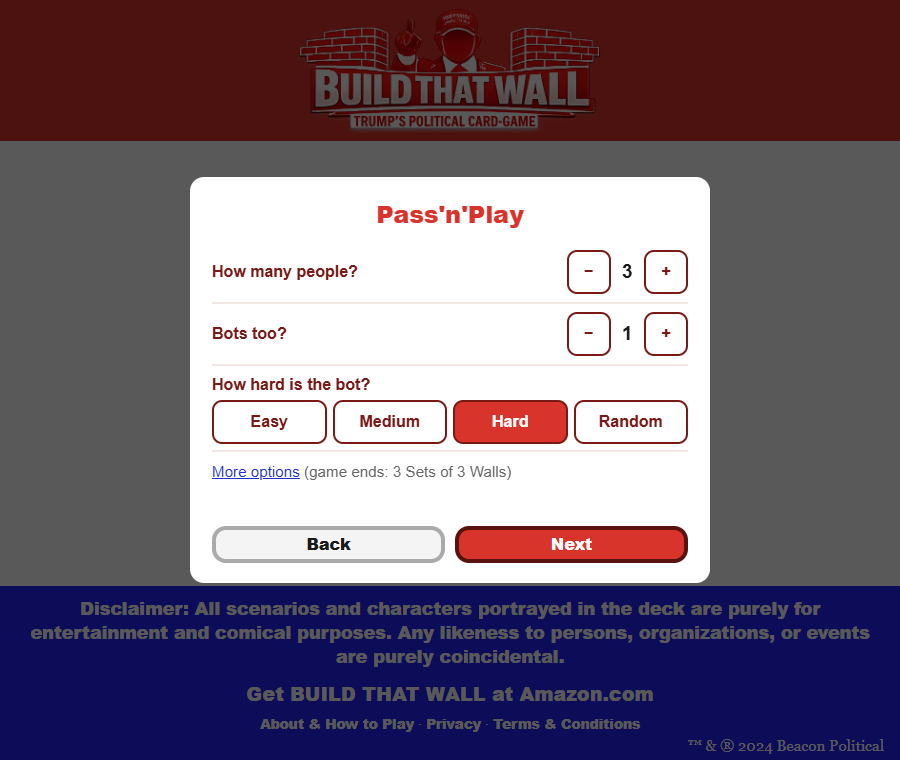 BUILD THAT WALL
TRUMP'S POLITICAL CARD-GAME
Pass'n'Play
How many people? − 3 +
Bots too? − 1 +
How hard is the bot?
Easy Medium Hard Random
More options (game ends: 3 Sets of 3 Walls)
Back Next
Disclaimer: All scenarios and characters portrayed in the deck are purely for
entertainment and comical purposes. Any likeness to persons, organizations, or events
are purely coincidental.
Get BUILD THAT WALL at Amazon.com
About & How to Play · Privacy · Terms & Conditions
™ & ® 2024 Beacon Political